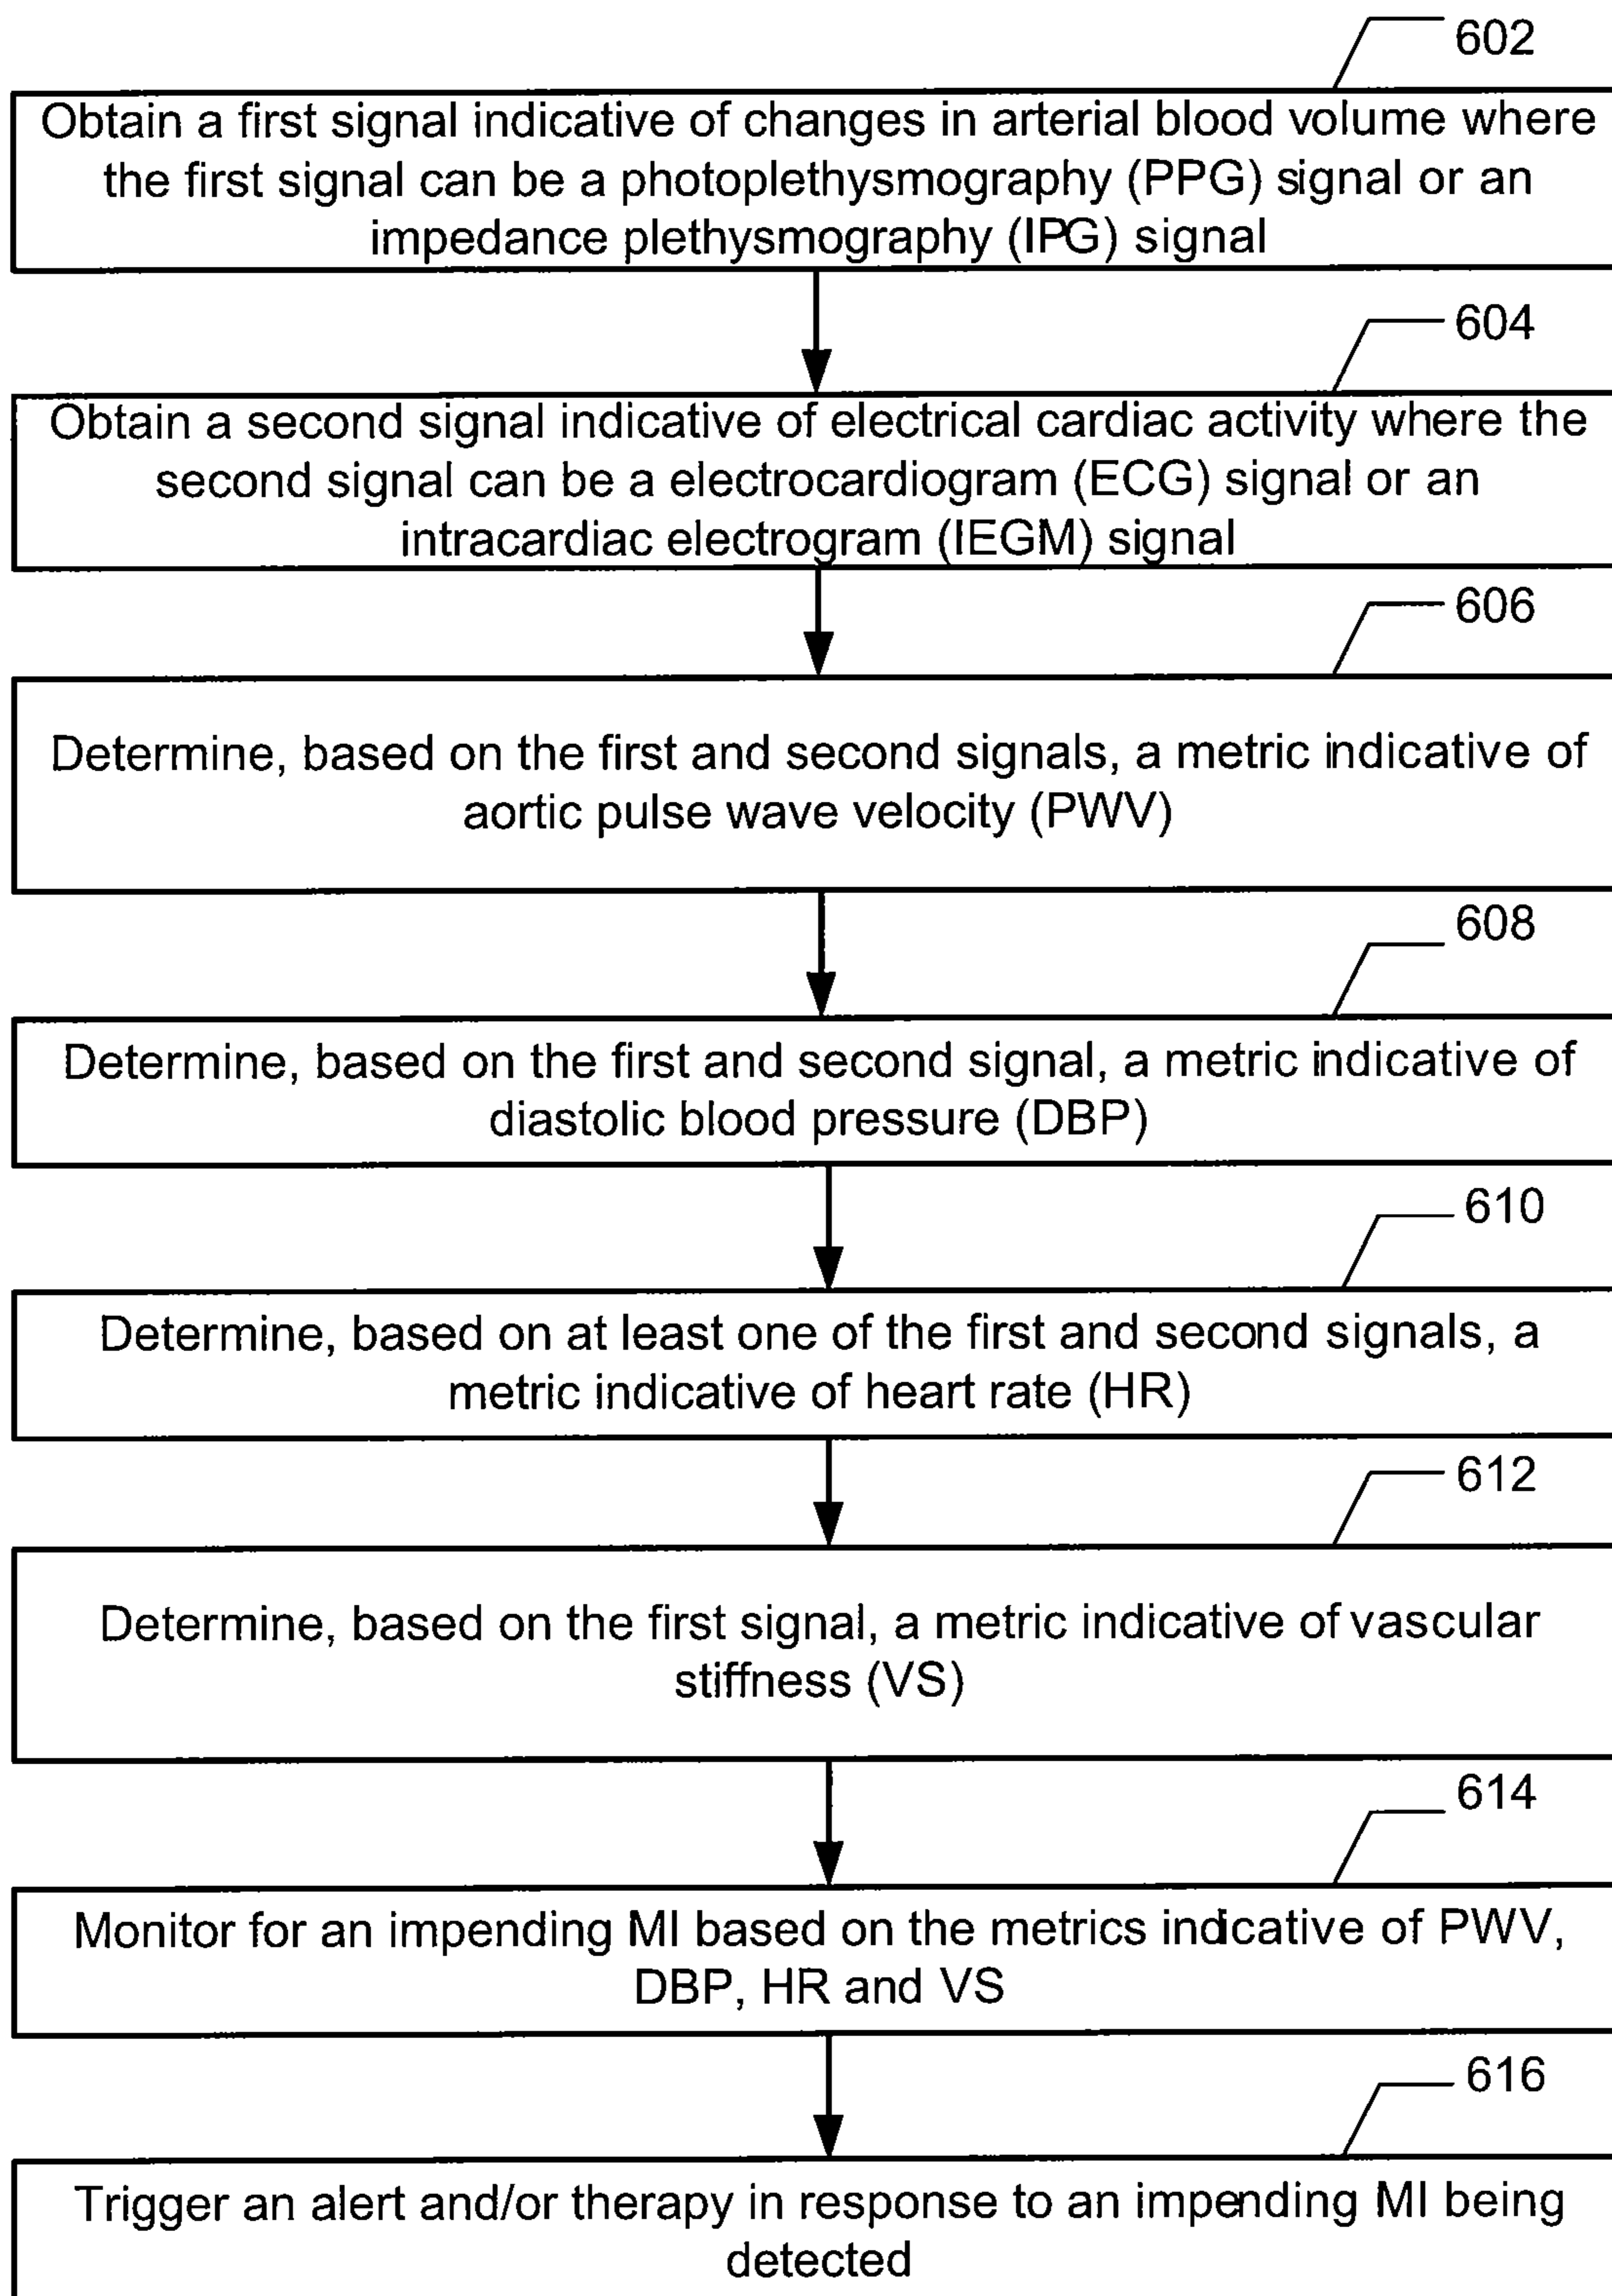 602
Obtain a first signal indicative of changes in arterial blood volume where
the first signal can be a photoplethysmography (PPG) signal or an
impedance plethysmography (IPG) signal
604
Obtain a second signal indicative of electrical cardiac activity where the
second signal can be a electrocardiogram (ECG) signal or an
intracardiac electrogram (IEGM) signal
606
Determine, based on the first and second signals, a metric indicative of
aortic pulse wave velocity (PWV)
608
Determine, based on the first and second signal, a metric indicative of
diastolic blood pressure (DBP)
610
Determine, based on at least one of the first and second signals, a
metric indicative of heart rate (HR)
612
Determine, based on the first signal, a metric indicative of vascular
stiffness (VS)
614
Monitor for an impending MI based on the metrics indicative of PWV,
DBP, HR and VS
616
Trigger an alert and/or therapy in response to an impending MI being
detected